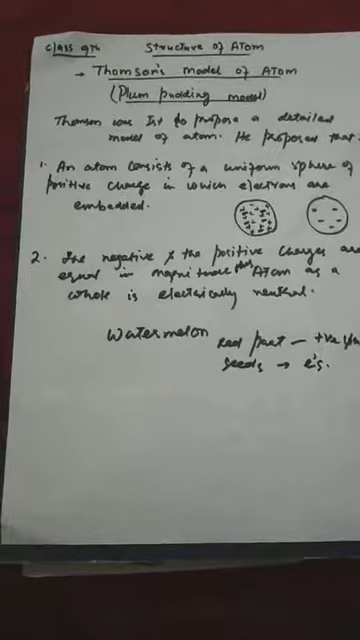 Class 9th Structure of Atom
→ Thomson's model of Atom
(Plum pudding model)
Thomson was Ist to propose a detailed
model of atom. He proposed that
1. An atom consists of a uniform sphere of
positive charge in which electrons are
embedded.
2. The negative & the positive charges are
equal in magnitude thus Atom as a
whole is electrically neutral.
Watermelon Red part - +ve
seeds → e's.